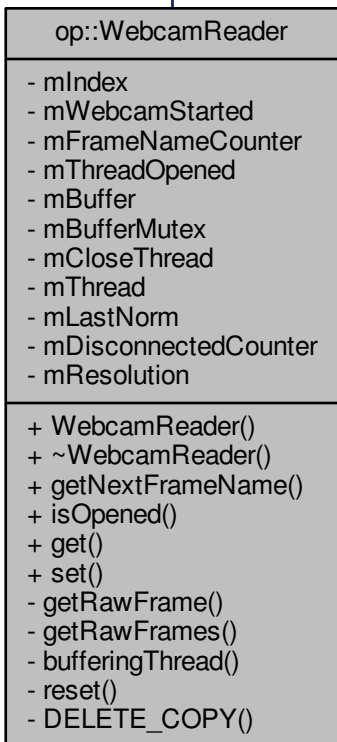 op::WebcamReader
- mIndex
- mWebcamStarted
- mFrameNameCounter
- mThreadOpened
- mBuffer
- mBufferMutex
- mCloseThread
- mThread
- mLastNorm
- mDisconnectedCounter
- mResolution
+ WebcamReader()
+ ~WebcamReader()
+ getNextFrameName()
+ isOpened()
+ get()
+ set()
- getRawFrame()
- getRawFrames()
- bufferingThread()
- reset()
- DELETE_COPY()